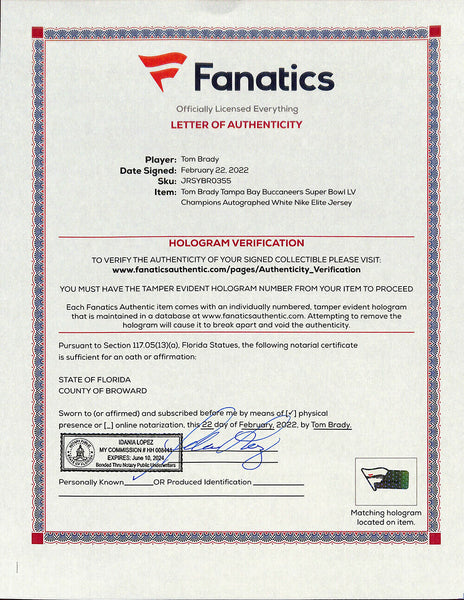 Fanatics
Officially Licensed Everything
LETTER OF AUTHENTICITY
Player: Tom Brady
Date Signed: February 22, 2022
Sku: JRSYBR0355
Item: Tom Brady Tampa Bay Buccaneers Super Bowl LV
Champions Autographed White Nike Elite Jersey
HOLOGRAM VERIFICATION
TO VERIFY THE AUTHENTICITY OF YOUR SIGNED COLLECTIBLE PLEASE VISIT:
www.fanaticsauthentic.com/pages/Authenticity_Verification
YOU MUST HAVE THE TAMPER EVIDENT HOLOGRAM NUMBER FROM YOUR ITEM TO PROCEED
Each Fanatics Authentic item comes with an individually numbered, tamper evident hologram
that is maintained in a database at www.fanaticsauthentic.com. Attempting to remove the
hologram will cause it to break apart and void the authenticity.
Pursuant to Section 117.05(13)(a), Florida Statues, the following notarial certificate
is sufficient for an oath or affirmation:
STATE OF FLORIDA
COUNTY OF BROWARD
Sworn to (or affirmed) and subscribed before me by means of [✓] physical
presence or [_] online notarization, this 22 day of February, 2022, by Tom Brady.
IDANIA LOPEZ
MY COMMISSION # HH
EXPIRES: June 10, 2024
Bonded Thru Notary Public Underwriters
Personally Known________OR Produced Identification________
Matching hologram
located on item.